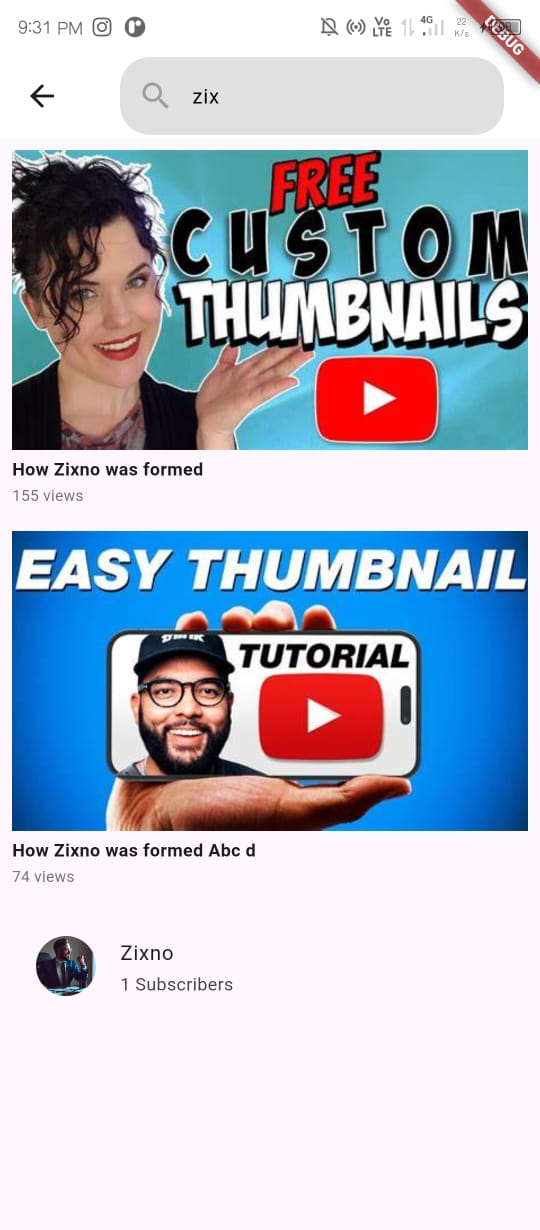 9:31 PM
Vo
LTE
4G
22
K/s
DEBUG
zix
FREE
CUSTOM
THUMBNAILS
How Zixno was formed
155 views
EASY THUMBNAIL
TUTORIAL
How Zixno was formed Abc d
74 views
Zixno
1 Subscribers